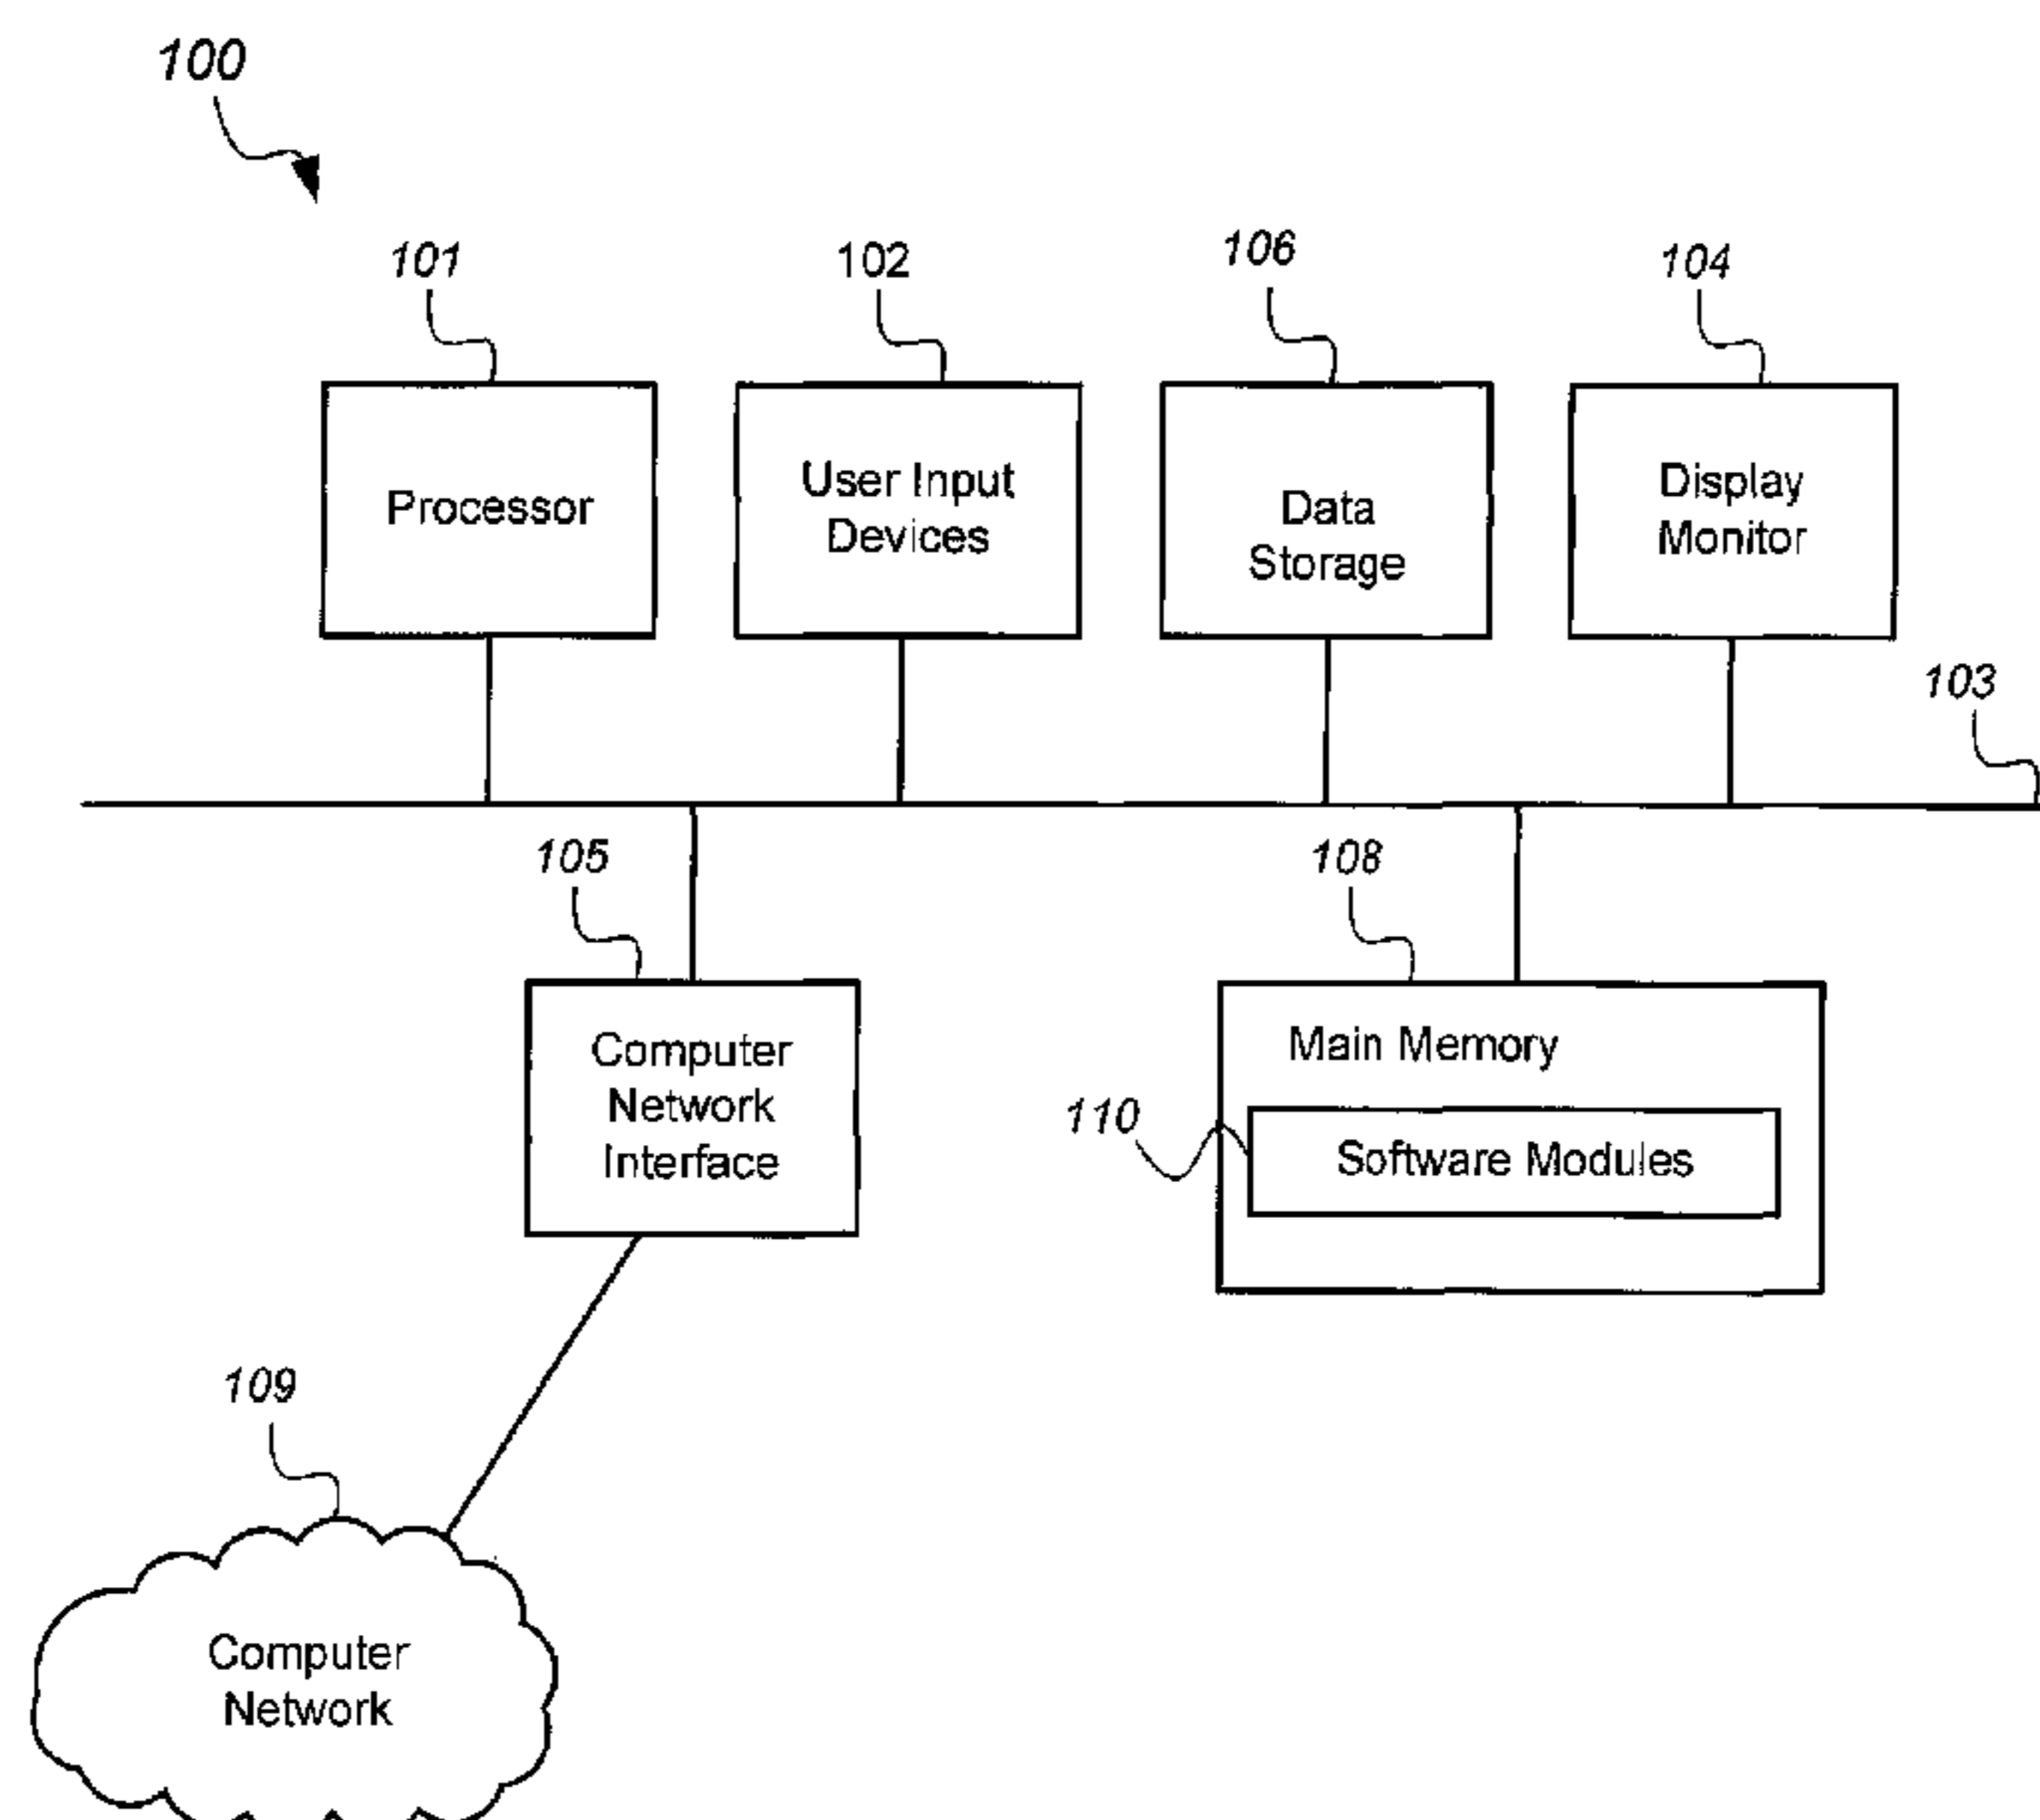 100
101
102
106
104
Processor
User Input
Devices
Data
Storage
Display
Monitor
103
105
108
Computer
Network
Interface
Main Memory
110
Software Modules
109
Computer
Network